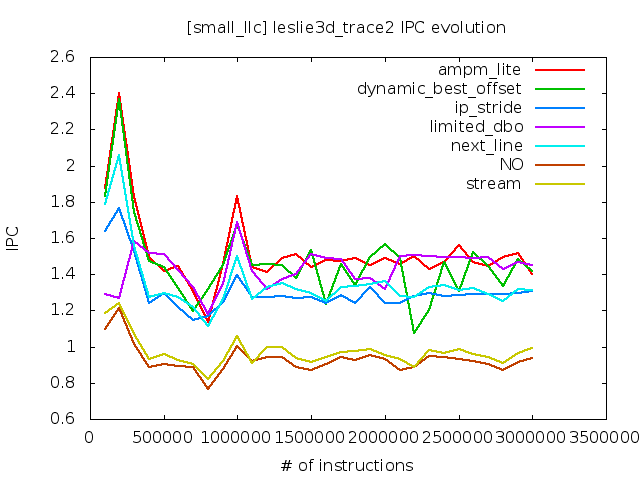 [small_llc] leslie3d_trace2 IPC evolution
2.6
2.4
2.2
2
1.8
1.6
1.4
1.2
1
0.8
0.6
IPC
ampm_lite
dynamic_best_offset
ip_stride
limited_dbo
next_line
NO
stream
0 500000 1000000 1500000 2000000 2500000 3000000 3500000
# of instructions